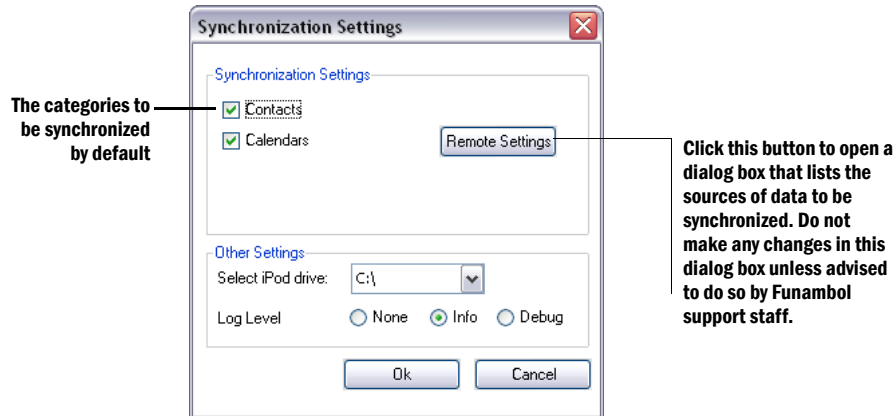 Synchronization Settings
Synchronization Settings
The categories to
be synchronized
by default
Contacts
Calendars
Remote Settings
Click this button to open a
dialog box that lists the
sources of data to be
synchronized. Do not
make any changes in this
dialog box unless advised
to do so by Funambol
support staff.
Other Settings
Select iPod drive: C:\
Log Level None Info Debug
Ok Cancel